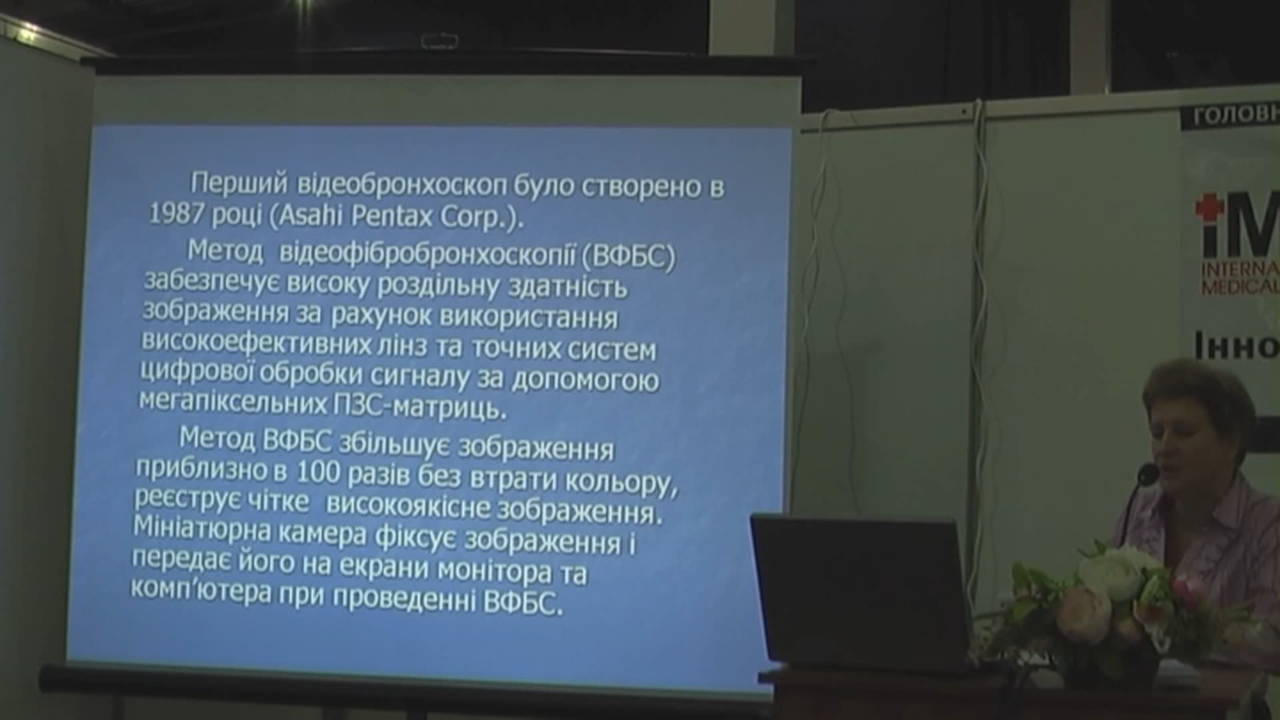 Перший відеобронхоскоп було створено в
1987 році (Asahi Pentax Corp.).
Метод відеофібробронхоскопії (ВФБС)
забезпечує високу роздільну здатність
зображення за рахунок використання
високоефективних лінз та точних систем
цифрової обробки сигналу за допомогою
мегапіксельних ПЗС-матриць.
Метод ВФБС збільшує зображення
приблизно в 100 разів без втрати кольору,
реєструє чітке високоякісне зображення.
Мініатюрна камера фіксує зображення і
передає його на екрани монітора та
комп’ютера при проведенні ВФБС.
ГОЛОВН
iM
INTERNA
MEDICAL
Інно